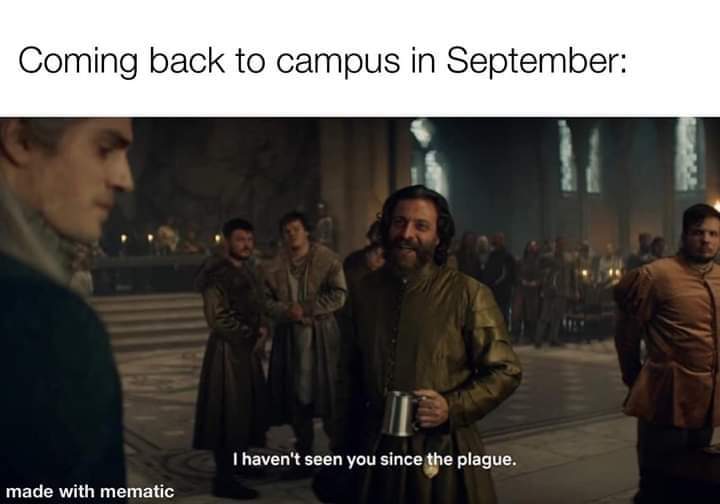 Coming back to campus in September:
I haven't seen you since the plague.
made with mematic